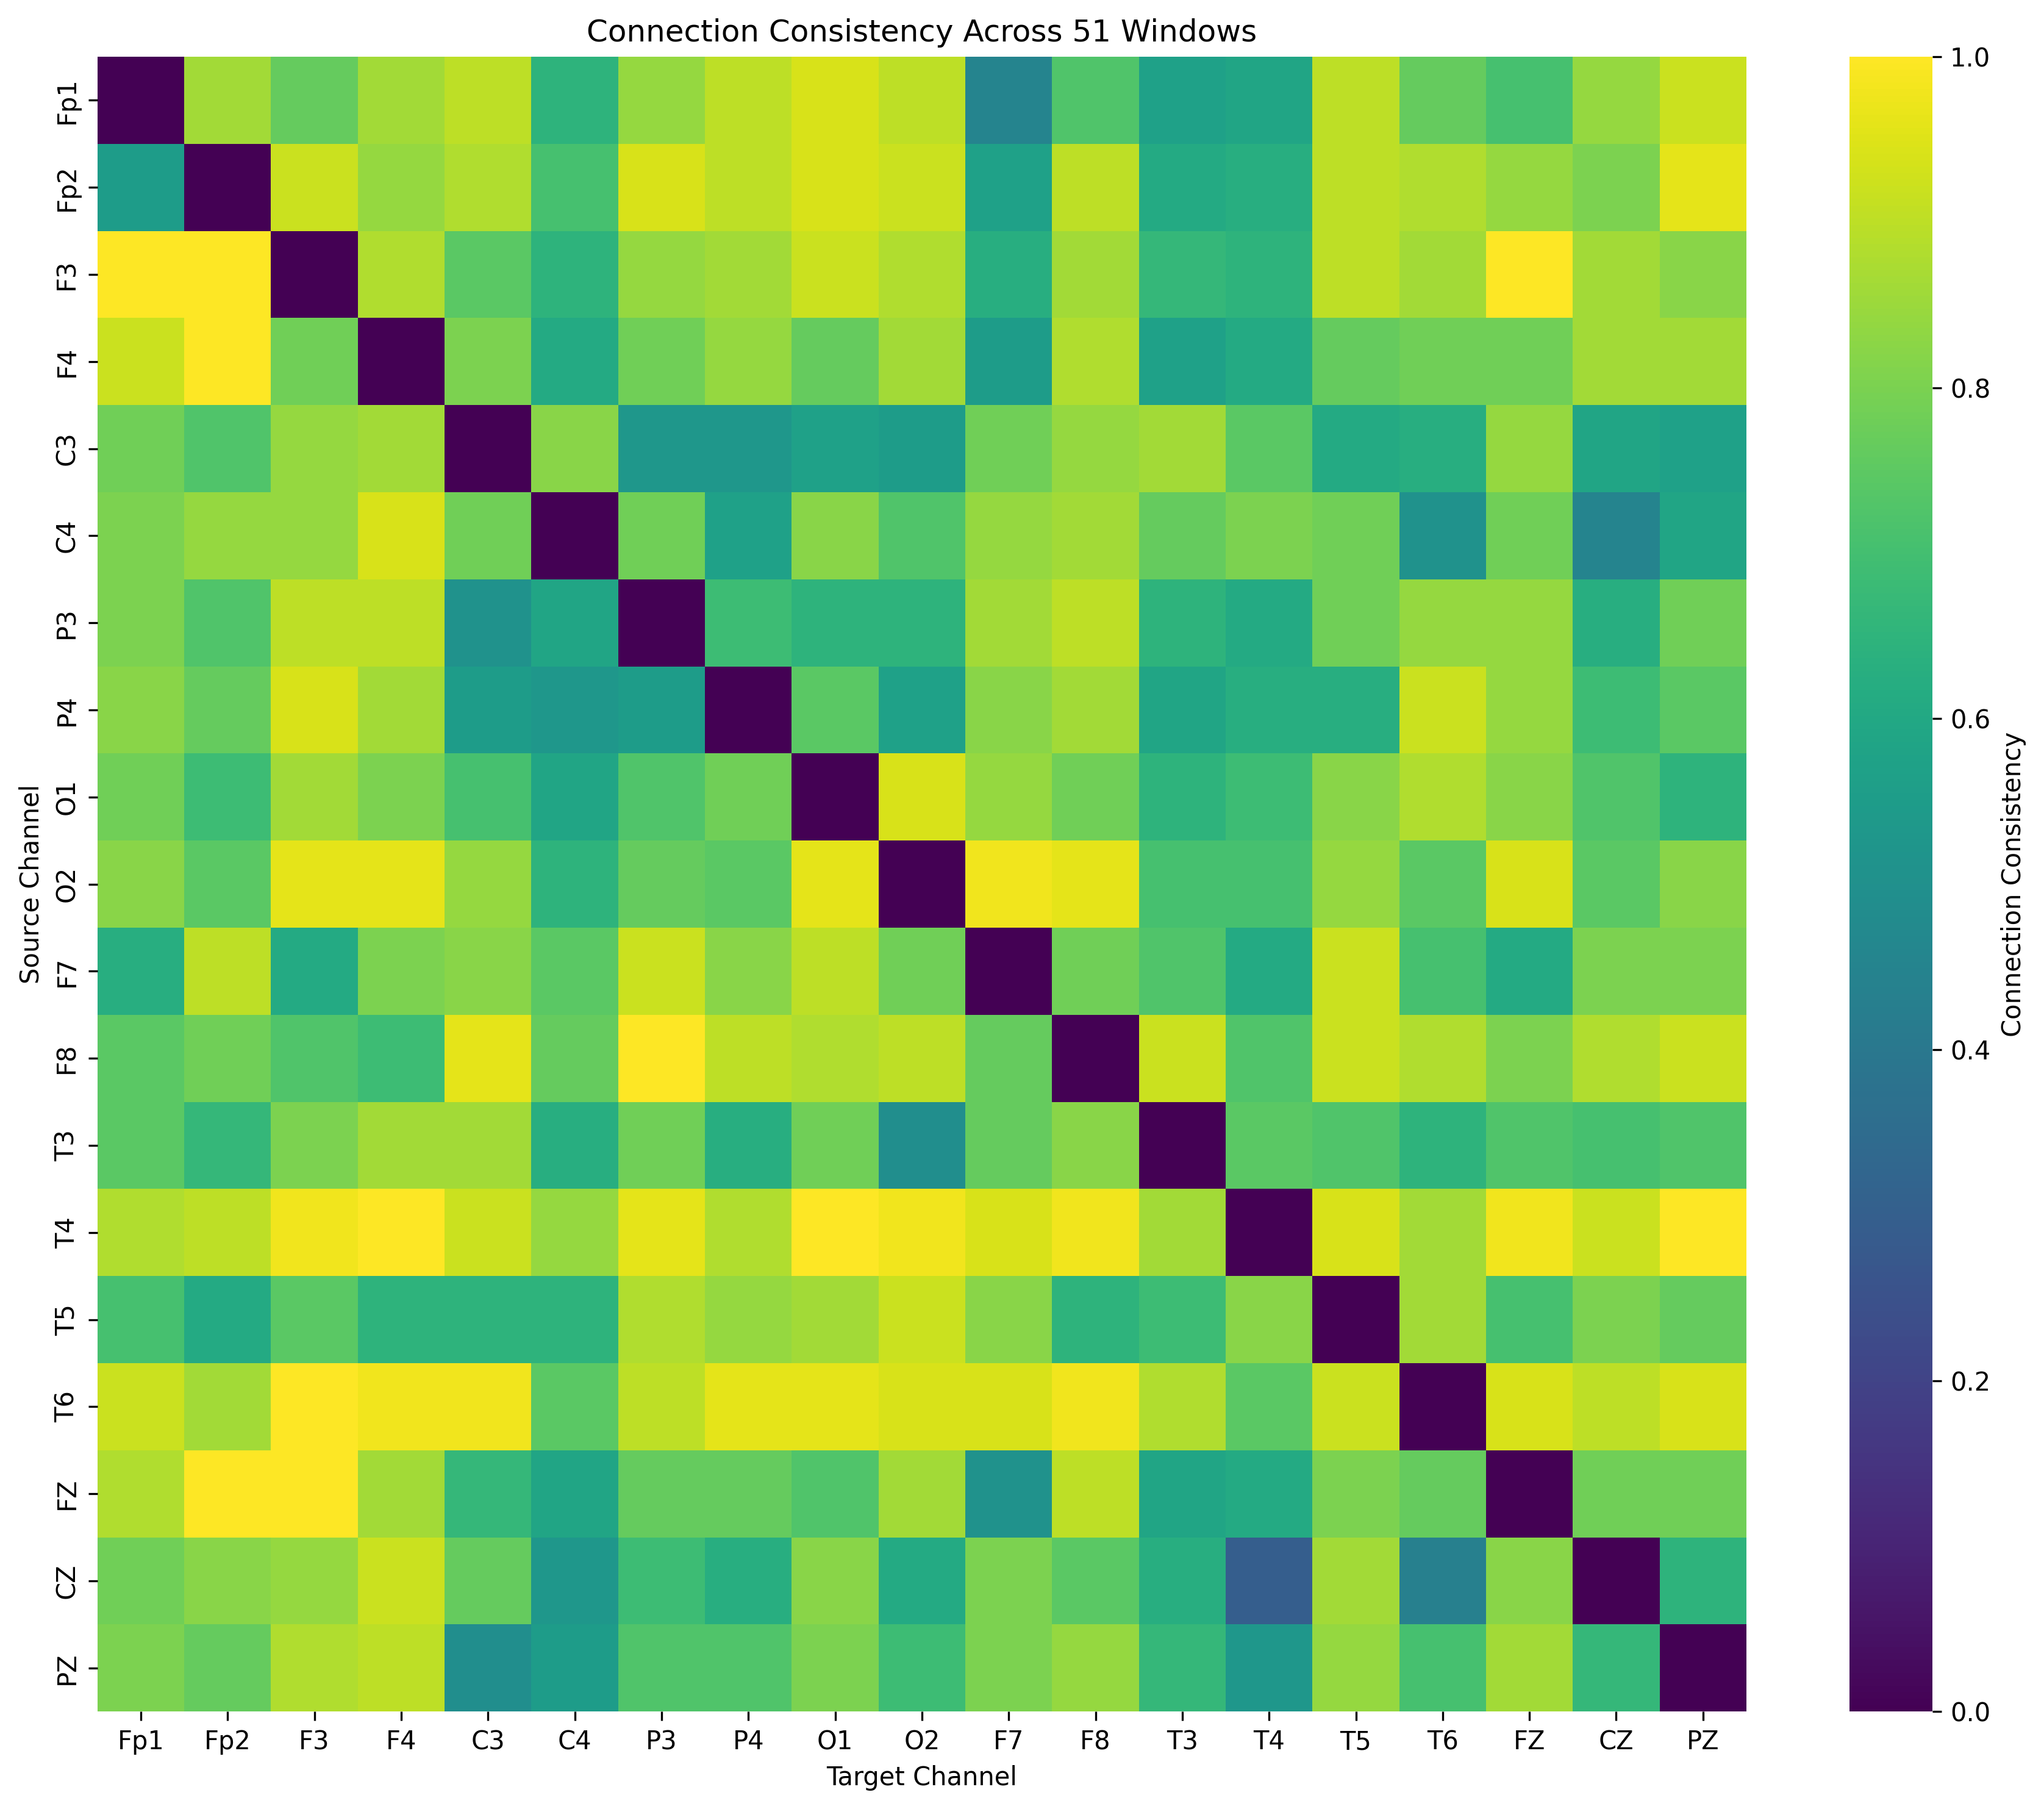 Connection Consistency Across 51 Windows
Source Channel
Fp1
Fp2
F3
F4
C3
C4
P3
P4
O1
O2
F7
F8
T3
T4
T5
T6
FZ
CZ
PZ
Fp1 Fp2 F3 F4 C3 C4 P3 P4 O1 O2 F7 F8 T3 T4 T5 T6 FZ CZ PZ
Target Channel
1.0
0.8
0.6
0.4
0.2
0.0
Connection Consistency